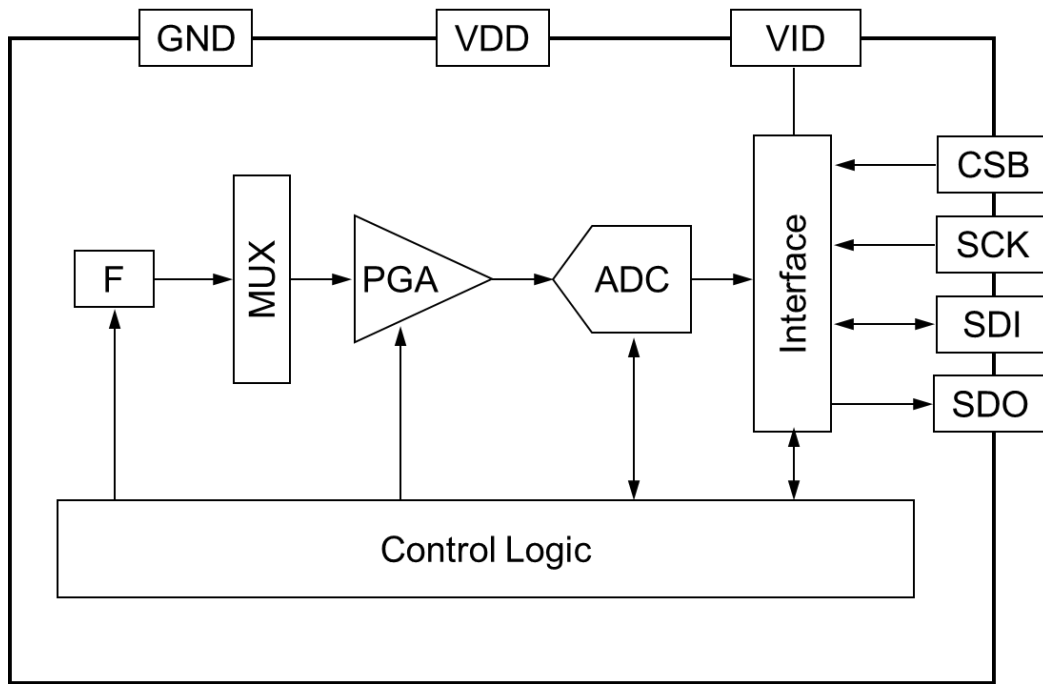 GND
VDD
VID
CSB
SCK
SDI
SDO
F
MUX
PGA
ADC
Interface
Control Logic